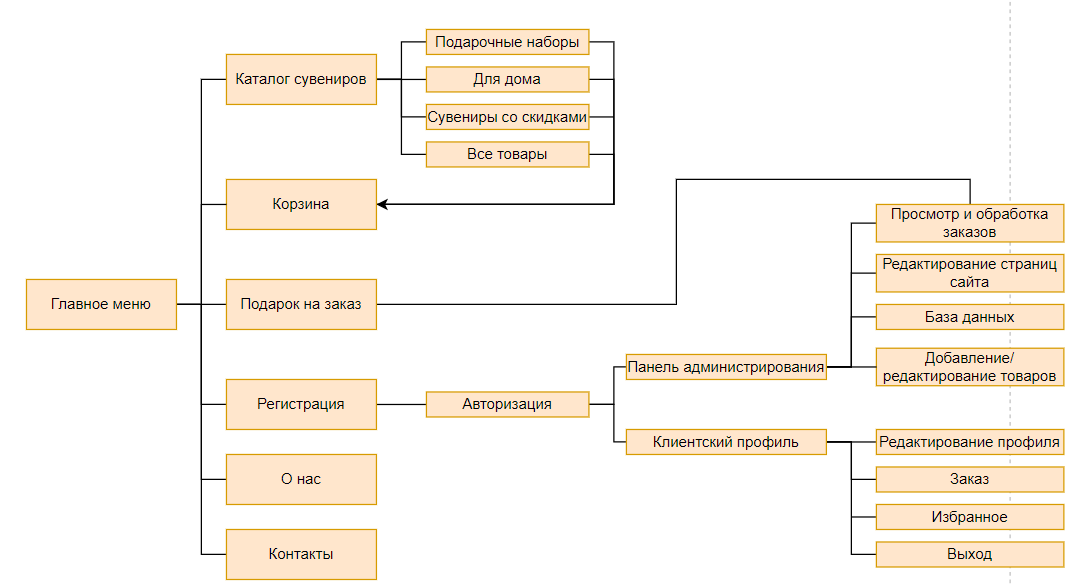 Подарочные наборы
Каталог сувениров
Для дома
Сувениры со скидками
Все товары
Корзина
Просмотр и обработка
заказов
Редактирование страниц
сайта
Главное меню
Подарок на заказ
База данных
Панель администрирования
Добавление/
редактирование товаров
Регистрация
Авторизация
Клиентский профиль
Редактирование профиля
О нас
Заказ
Избранное
Контакты
Выход